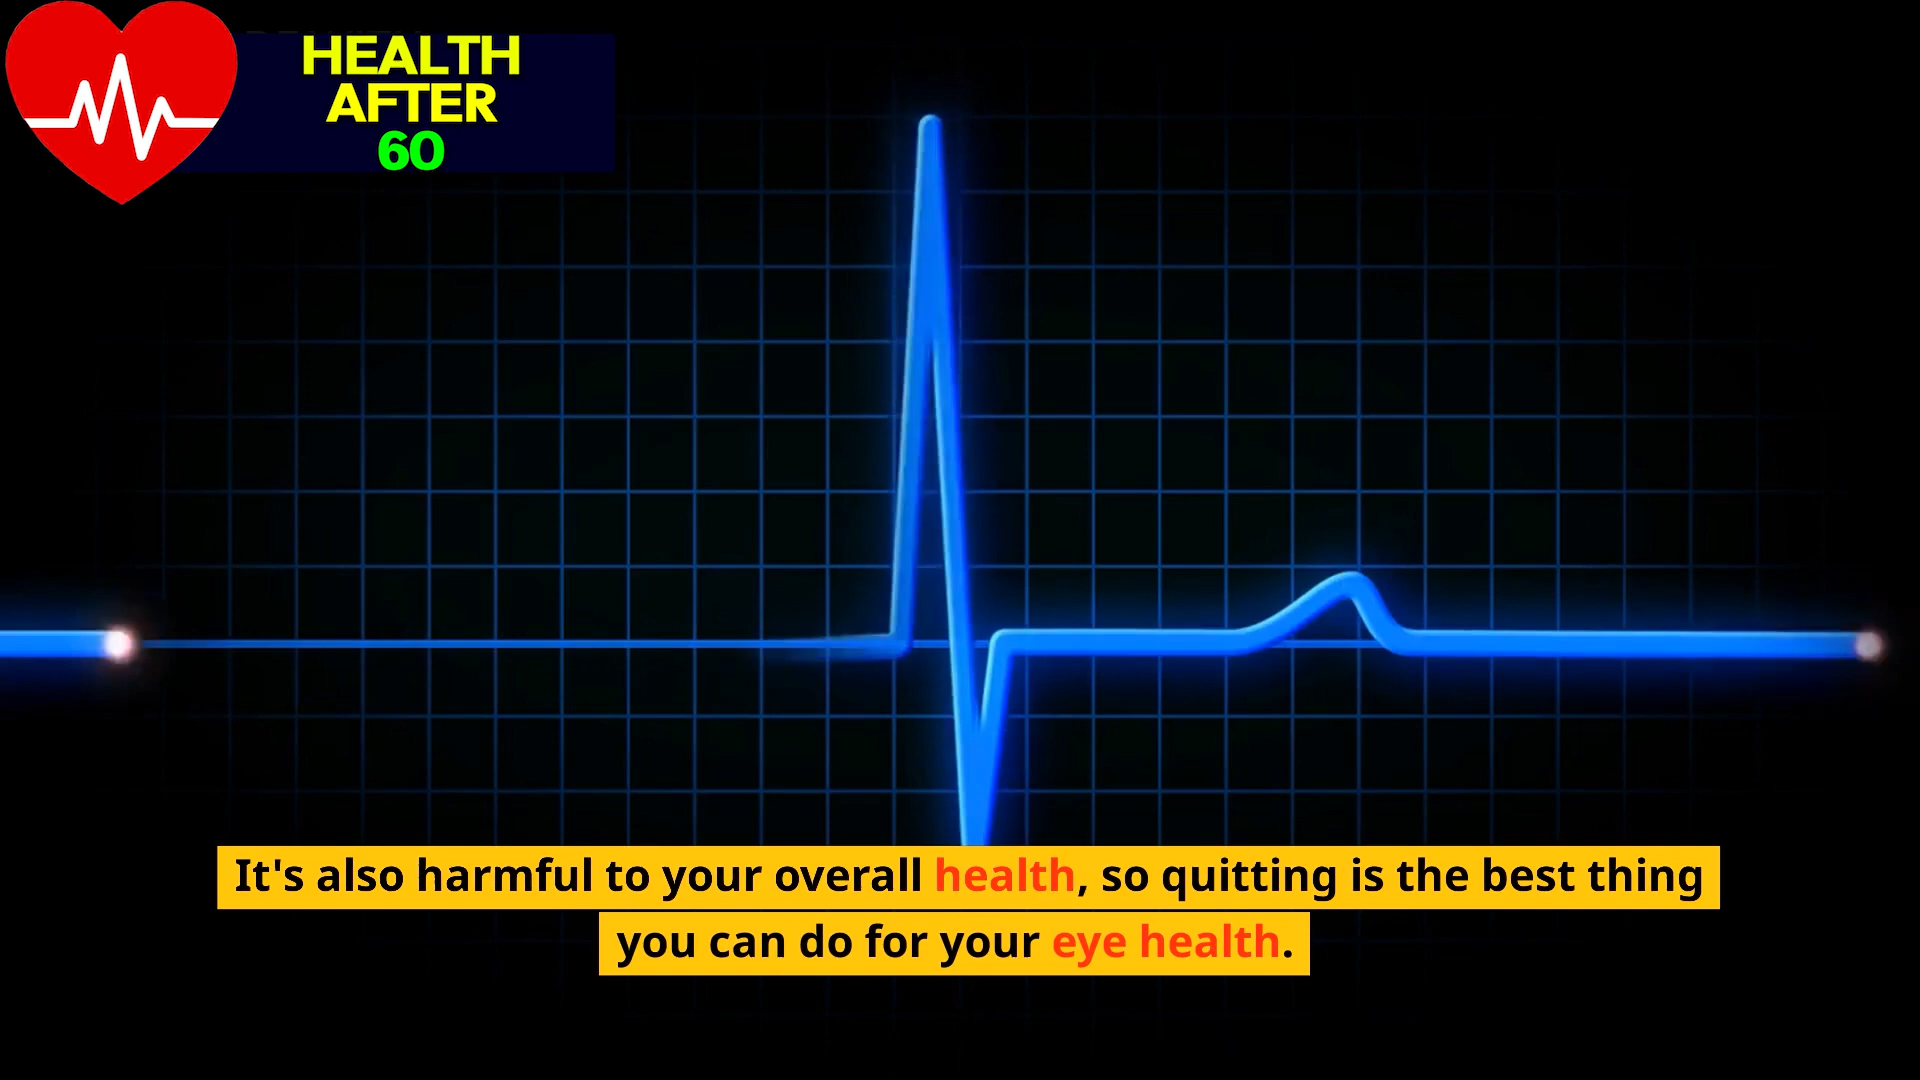 HEALTH
AFTER
60
It's also harmful to your overall health, so quitting is the best thing
you can do for your eye health.